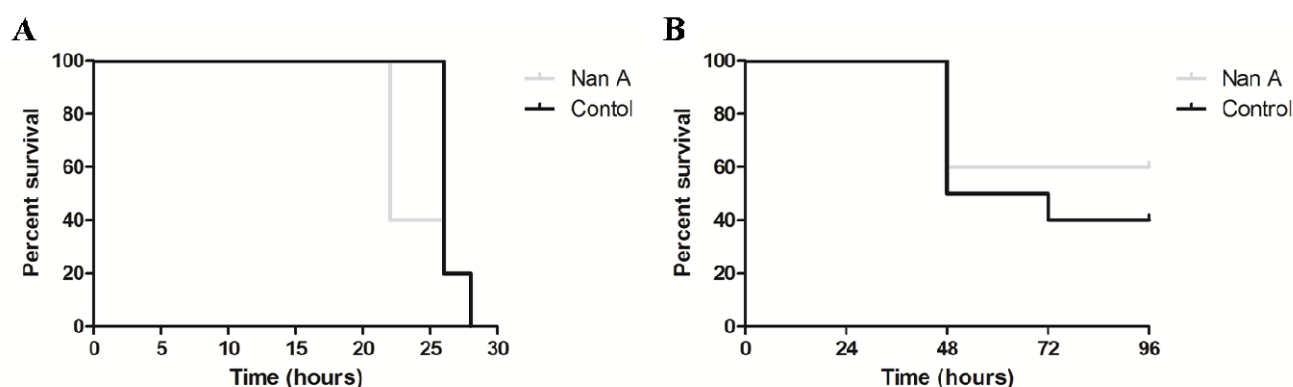 A
Percent survival
100
80
60
40
20
0
0 5 10 15 20 25 30
Time (hours)
Nan A
Contol
B
Percent survival
100
80
60
40
20
0
0 24 48 72 96
Time (hours)
Nan A
Control